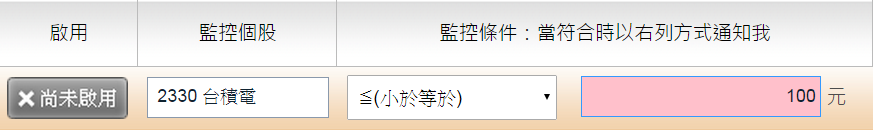 啟用 監控個股 監控條件：當符合時以右列方式通知我
尚未啟用 2330 台積電 ≦(小於等於) 100 元